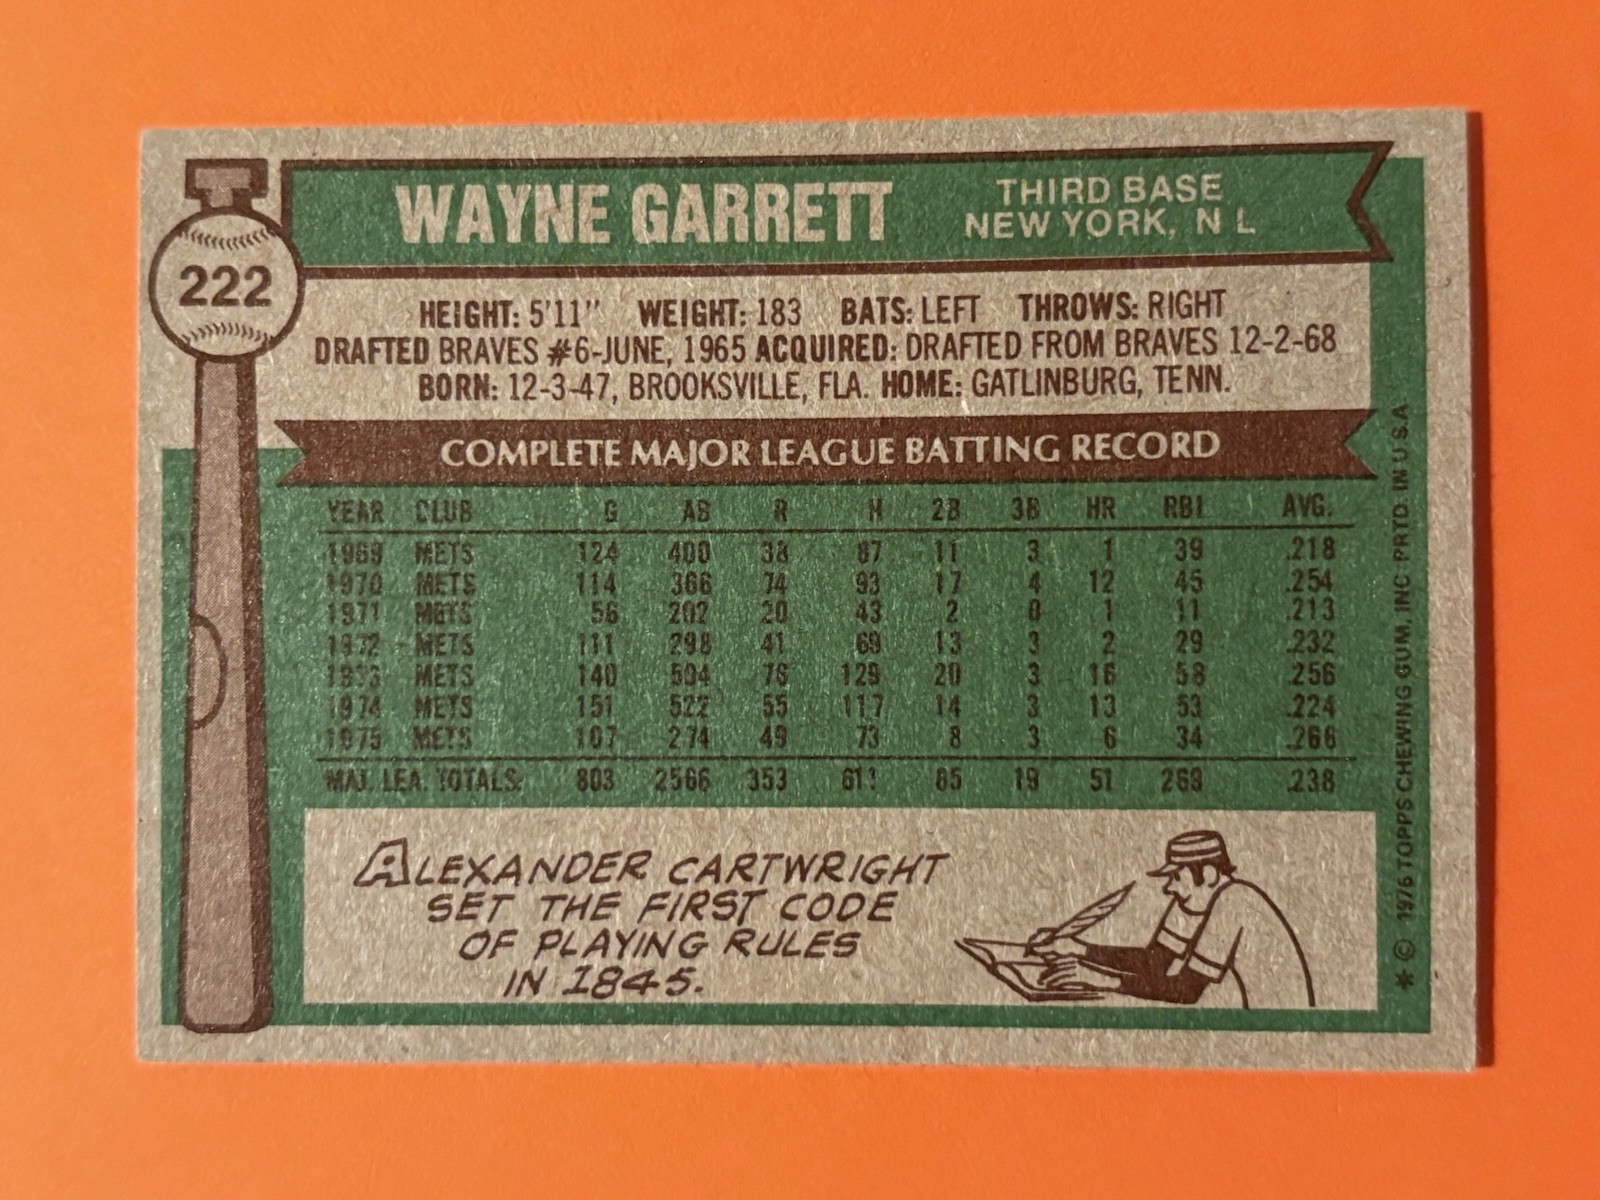 WAYNE GARRETT
THIRD BASE
NEW YORK, N L
222
HEIGHT: 5'11" WEIGHT: 183 BATS: LEFT THROWS: RIGHT
DRAFTED BRAVES #6-JUNE, 1965 ACQUIRED: DRAFTED FROM BRAVES 12-2-68
BORN: 12-3-47, BROOKSVILLE, FLA. HOME: GATLINBURG, TENN.
COMPLETE MAJOR LEAGUE BATTING RECORD
YEAR CLUB G AB R H 2B 3B HR RBI AVG.
1969 METS 124 400 38 87 11 3 1 39 .218
1970 METS 114 366 74 93 17 4 12 45 .254
1971 METS 56 202 20 43 2 0 1 11 .213
1972 METS 111 298 41 69 13 3 2 29 .232
1973 METS 140 504 76 129 20 3 16 58 .256
1974 METS 151 522 55 117 14 3 13 53 .224
1975 METS 107 274 49 73 8 3 6 34 .266
MAJ. LEA. TOTALS. 803 2566 353 611 85 19 51 269 .238
ALEXANDER CARTWRIGHT
SET THE FIRST CODE
OF PLAYING RULES
IN 1845.
* © 1976 TOPPS CHEWING GUM, INC PRTD. IN U.S.A.